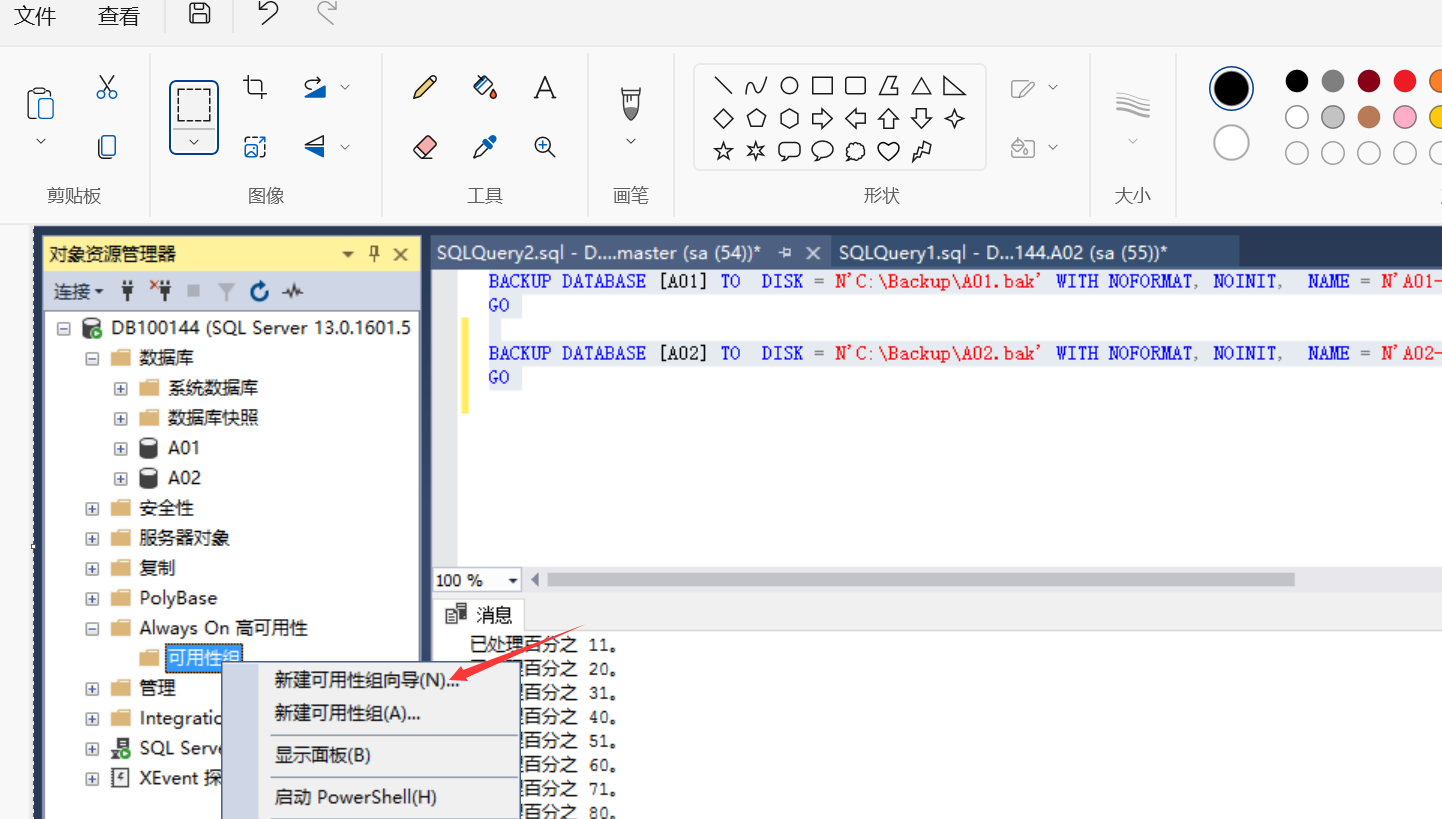 文件 查看
剪贴板 图像 工具 画笔 形状 大小
对象资源管理器
连接
DB100144 (SQL Server 13.0.1601.5
数据库
系统数据库
数据库快照
A01
A02
安全性
服务器对象
复制
PolyBase
Always On 高可用性
可用性组
管理
Integratio
SQL Serve
XEvent 探
新建可用性组向导(N)...
新建可用性组(A)...
显示面板(B)
启动 PowerShell(H)
SQLQuery2.sql - D....master (sa (54))* SQLQuery1.sql - D...144.A02 (sa (55))*
BACKUP DATABASE [A01] TO DISK = N'C:\Backup\A01.bak' WITH NOFORMAT, NOINIT, NAME = N'A01-
GO
BACKUP DATABASE [A02] TO DISK = N'C:\Backup\A02.bak' WITH NOFORMAT, NOINIT, NAME = N'A02-
GO
100 %
消息
已处理百分之 11。
百分之 20。
百分之 31。
百分之 40。
百分之 51。
百分之 60。
百分之 71。
百分之 80。